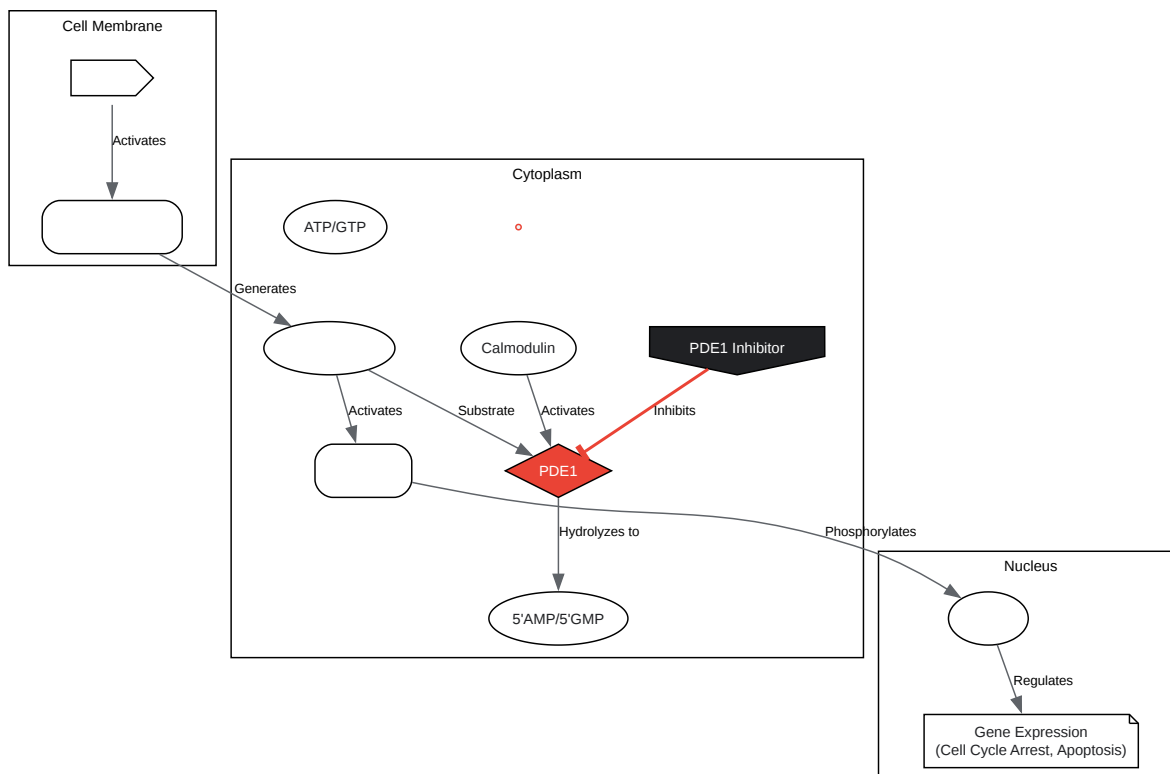 Cell Membrane
Activates
Cytoplasm
ATP/GTP
Generates
Calmodulin
PDE1 Inhibitor
Activates
Substrate
Activates
Inhibits
PDE1
Hydrolyzes to
Phosphorylates
Nucleus
5'AMP/5'GMP
Regulates
Gene Expression
(Cell Cycle Arrest, Apoptosis)